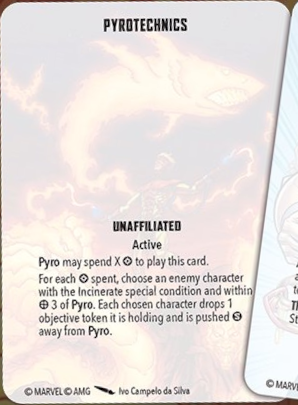 PYROTECHNICS
UNAFFILIATED
Active
Pyro may spend X to play this card.
For each spent, choose an enemy character
with the Incinerate special condition and within
3 of Pyro. Each chosen character drops 1
objective token it is holding and is pushed S
away from Pyro.
© MARVEL © AMG Ivo Campelo da Silva
© MARV